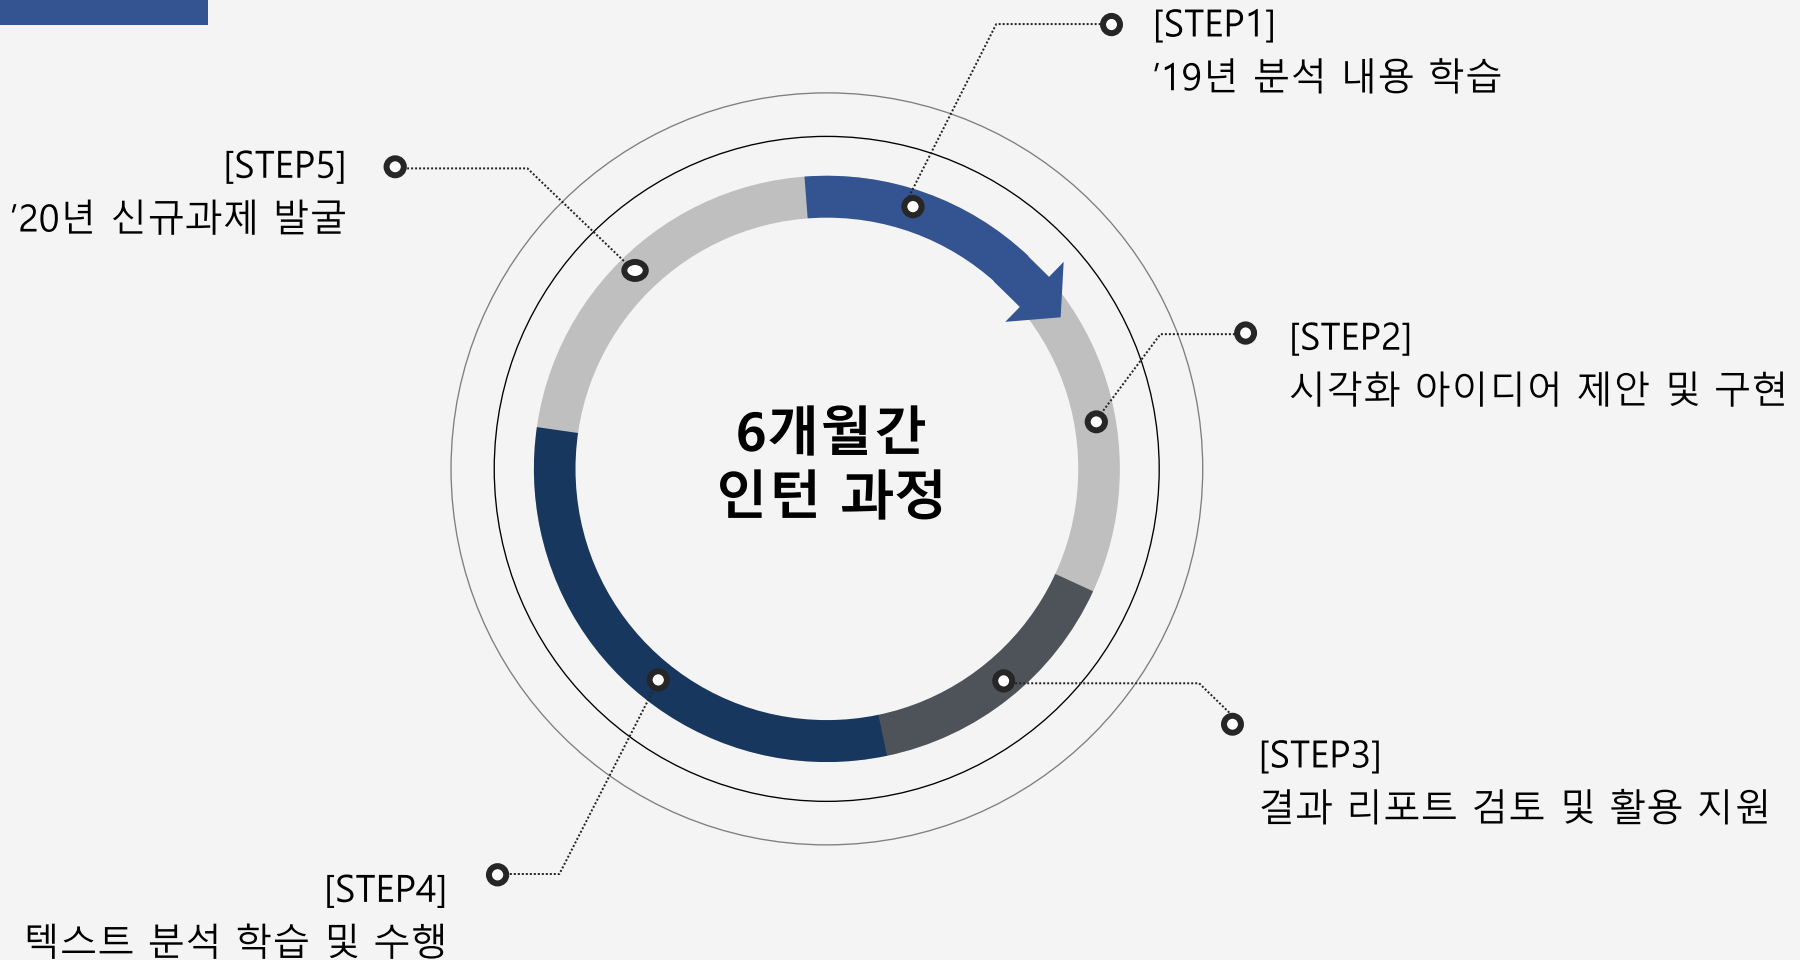 [STEP1]
’19년 분석 내용 학습
[STEP5]
’20년 신규과제 발굴
[STEP2]
시각화 아이디어 제안 및 구현
6개월간
인턴 과정
[STEP3]
결과 리포트 검토 및 활용 지원
[STEP4]
텍스트 분석 학습 및 수행